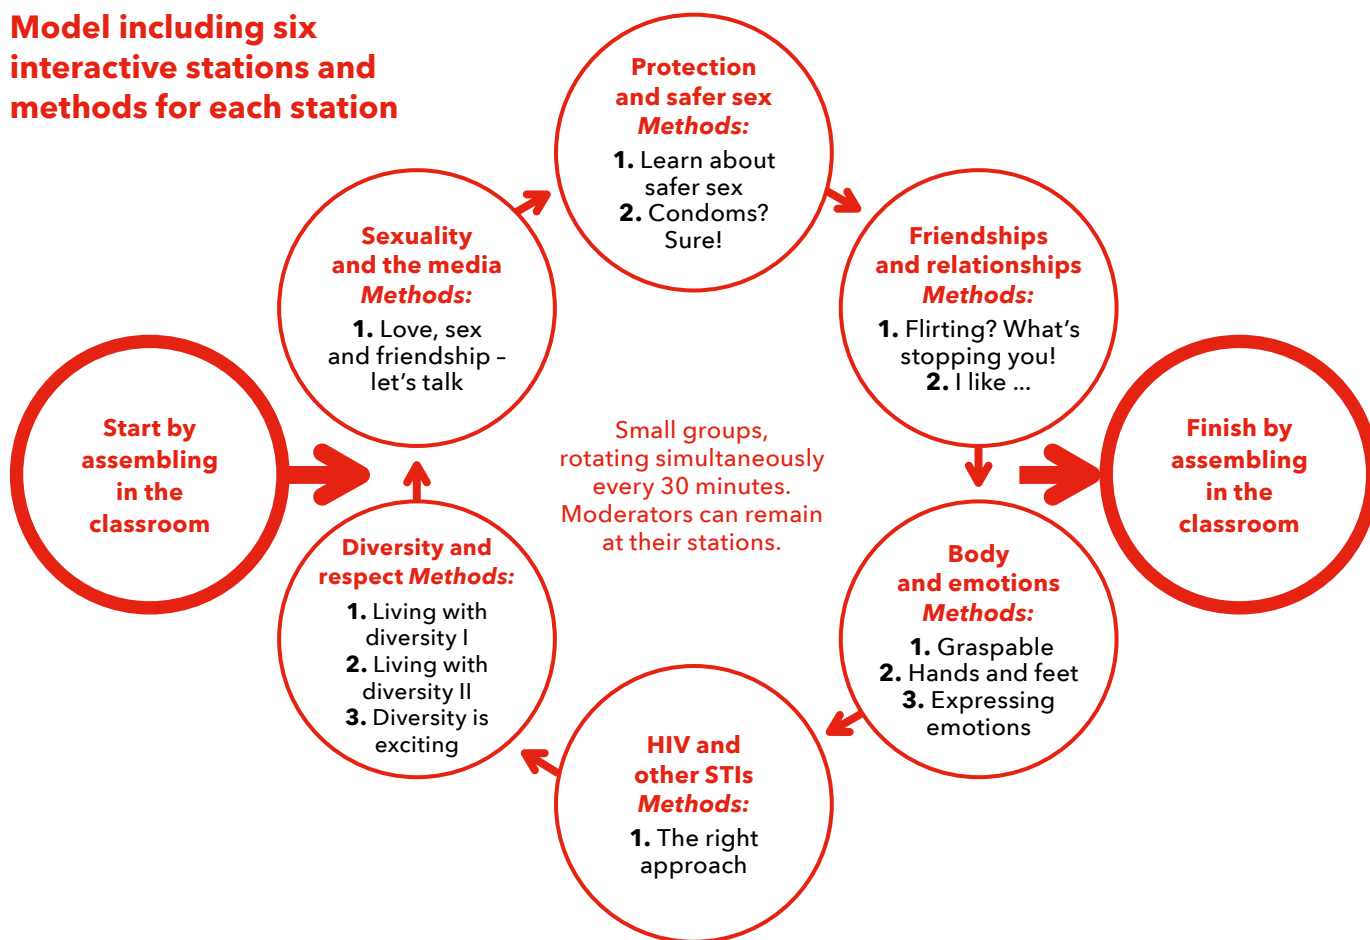 Model including six
interactive stations and
methods for each station
Protection
and safer sex
Methods:
1. Learn about
safer sex
2. Condoms?
Sure!
Sexuality
and the media
Methods:
1. Love, sex
and friendship –
let's talk
Friendships
and relationships
Methods:
1. Flirting? What's
stopping you!
2. I like ...
Start by
assembling
in the
classroom
Small groups,
rotating simultaneously
every 30 minutes.
Moderators can remain
at their stations.
Finish by
assembling
in the
classroom
Diversity and
respect Methods:
1. Living with
diversity I
2. Living with
diversity II
3. Diversity is
exciting
Body
and emotions
Methods:
1. Graspable
2. Hands and feet
3. Expressing
emotions
HIV and
other STIs
Methods:
1. The right
approach